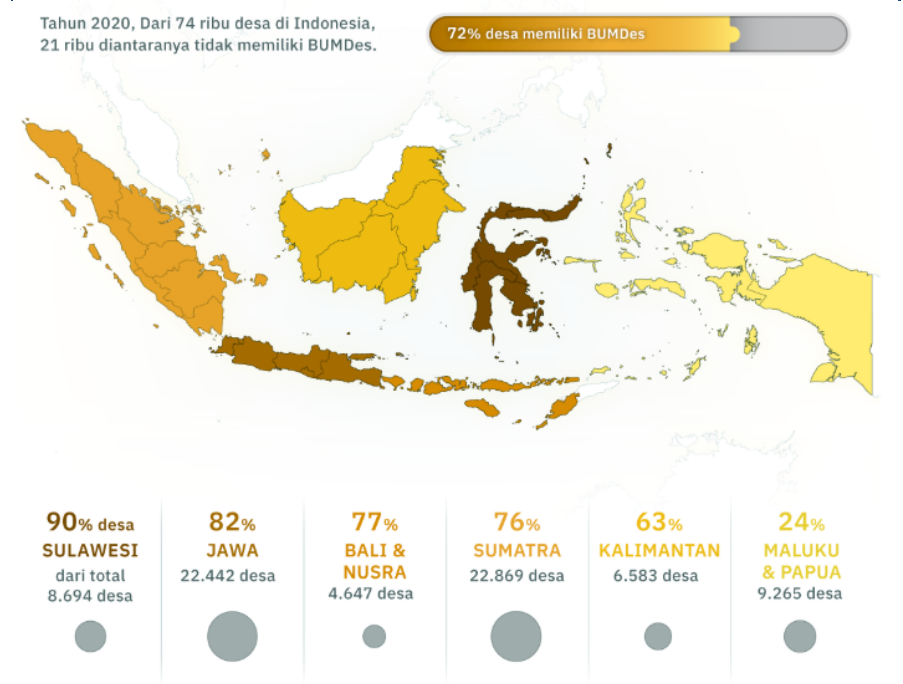 Tahun 2020, Dari 74 ribu desa di Indonesia,
21 ribu diantaranya tidak memiliki BUMDes.
72% desa memiliki BUMDes
90% desa
SULAWESI
dari total
8.694 desa
82%
JAWA
22.442 desa
77%
BALI &
NUSRA
4.647 desa
76%
SUMATRA
22.869 desa
63%
KALIMANTAN
6.583 desa
24%
MALUKU
& PAPUA
9.265 desa